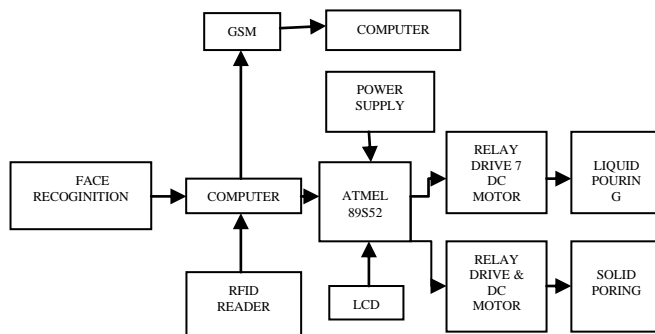 GSM
COMPUTER
POWER
SUPPLY
RELAY
DRIVE 7
DC
MOTOR
LIQUID
POURIN
G
FACE
RECOGINITION
COMPUTER
ATMEL
89S52
RFID
READER
LCD
RELAY
DRIVE & DC
MOTOR
SOLID
PORING